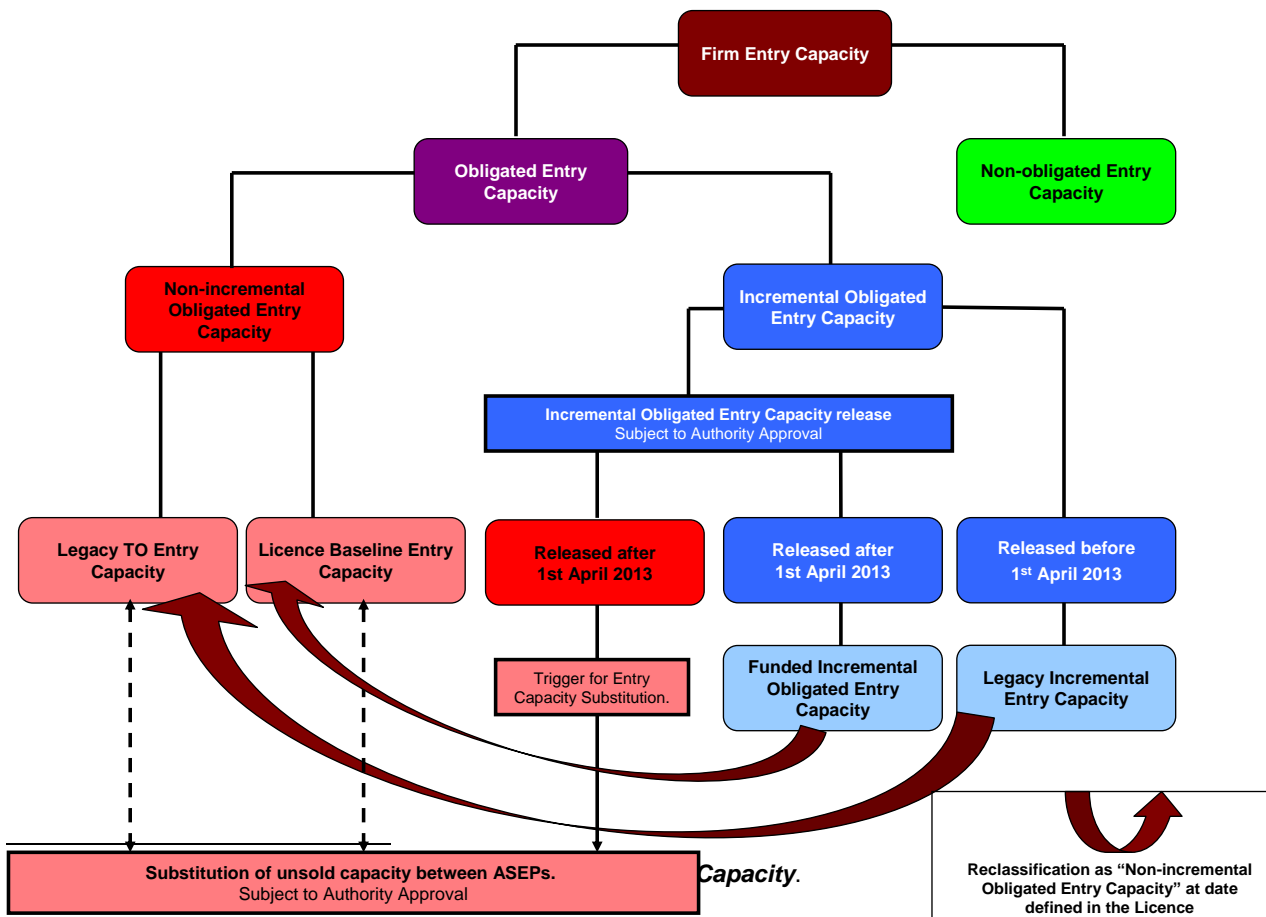 Firm Entry Capacity
Obligated Entry
Capacity
Non-obligated Entry
Capacity
Non-incremental
Obligated Entry
Capacity
Incremental Obligated
Entry Capacity
Incremental Obligated Entry Capacity release
Subject to Authority Approval
Legacy TO Entry
Capacity
Licence Baseline Entry
Capacity
Released after
1st April 2013
Released after
1st April 2013
Released before
1st April 2013
Trigger for Entry
Capacity Substitution.
Funded Incremental
Obligated Entry
Capacity
Legacy Incremental
Entry Capacity
Substitution of unsold capacity between ASEPs.
Subject to Authority Approval
Capacity.
Reclassification as “Non-incremental
Obligated Entry Capacity” at date
defined in the Licence